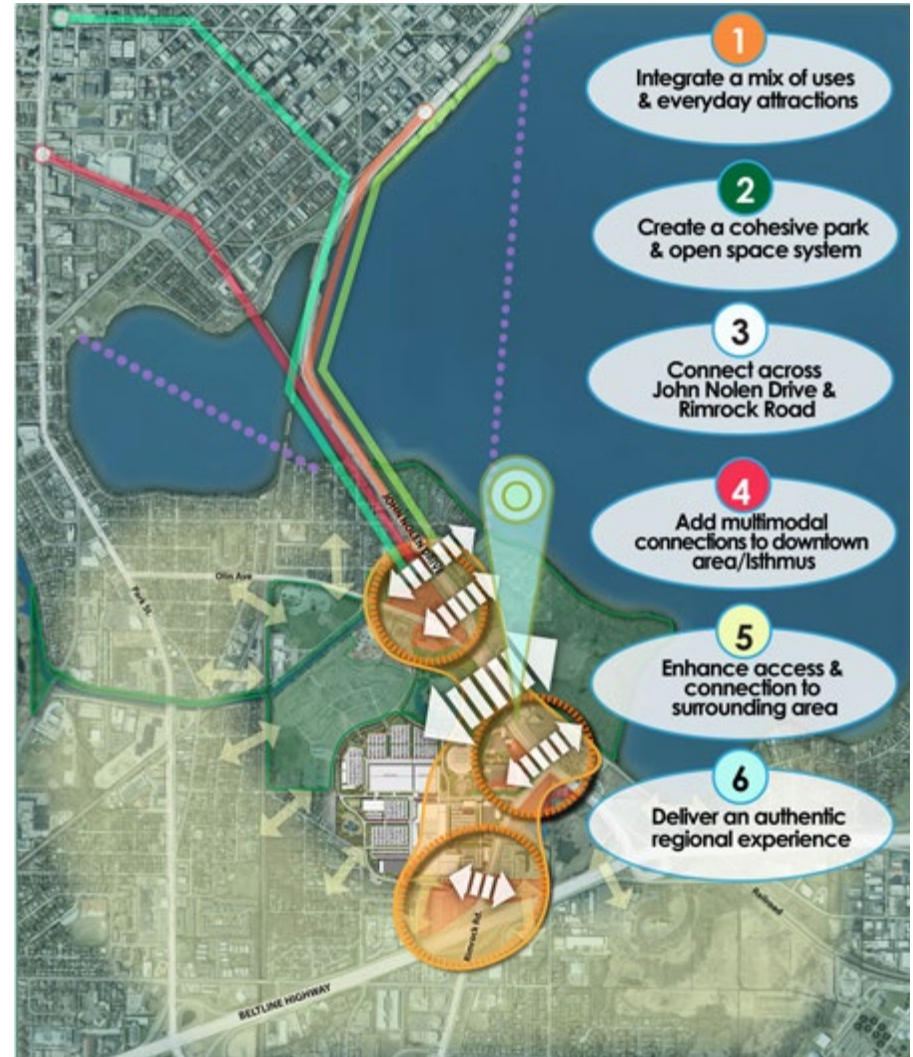 1
Integrate a mix of uses
& everyday attractions
2
Create a cohesive park
& open space system
3
Connect across
John Nolen Drive &
Rimrock Road
4
Add multimodal
connections to downtown
area/Isthmus
5
Enhance access &
connection to
surrounding area
6
Deliver an authentic
regional experience
Olin Ave
Park St.
Rimrock Rd.
Railroad
BELTLINE HIGHWAY